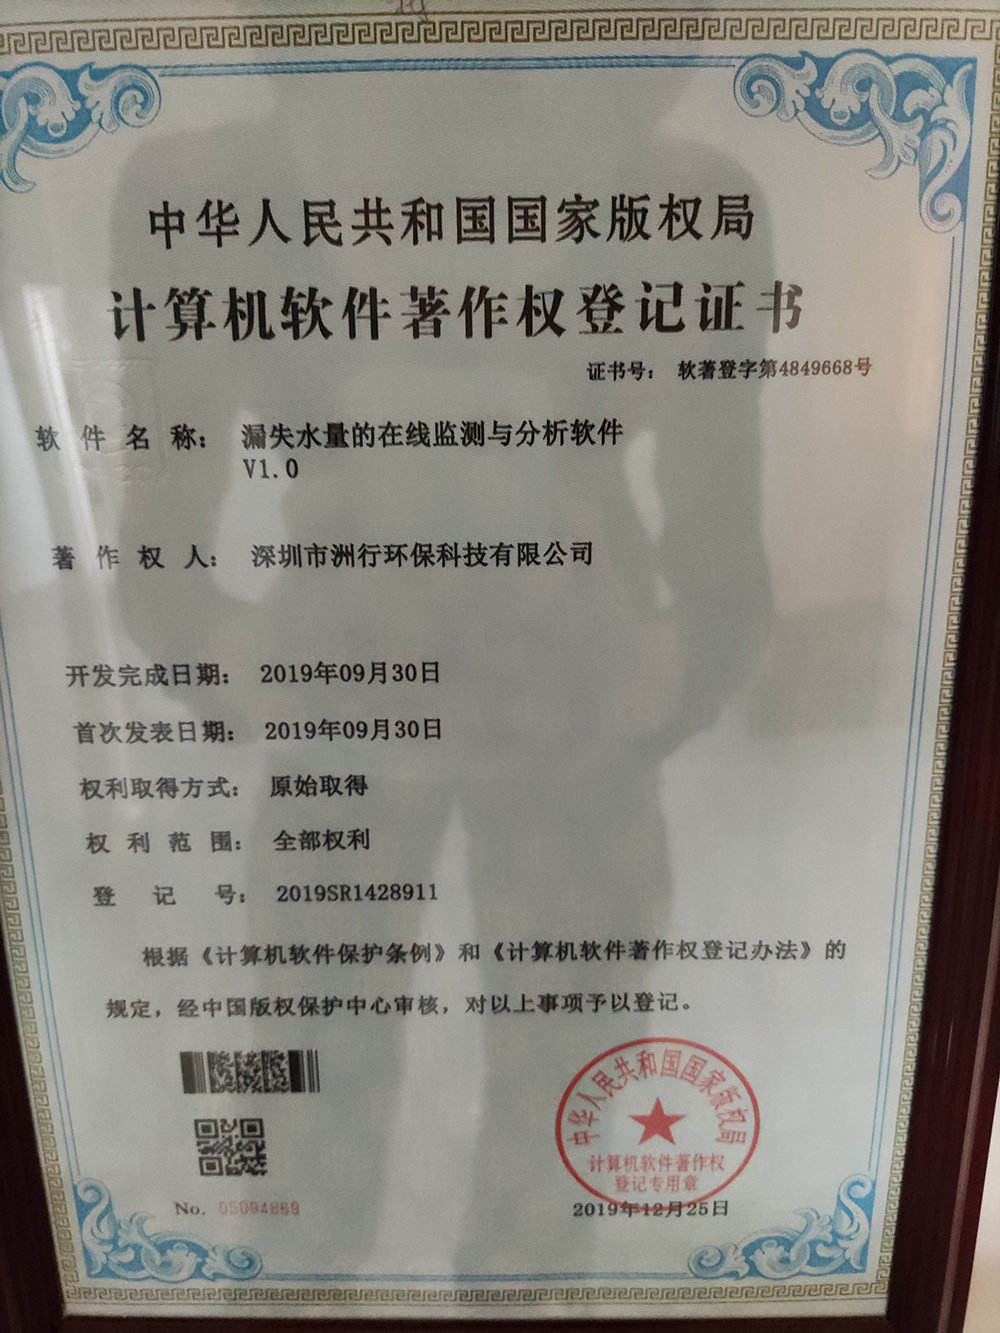 中华人民共和国国家版权局
计算机软件著作权登记证书
证书号： 软著登字第4849668号
软件名称： 漏失水量的在线监测与分析软件
V1.0
著作权人： 深圳市洲行环保科技有限公司
开发完成日期： 2019年09月30日
首次发表日期： 2019年09月30日
权利取得方式： 原始取得
权利范围： 全部权利
登记号： 2019SR1428911
根据《计算机软件保护条例》和《计算机软件著作权登记办法》的
规定，经中国版权保护中心审核，对以上事项予以登记。
中华人民共和国国家版权局
计算机软件著作权
登记专用章
No. 05094869
2019年12月25日